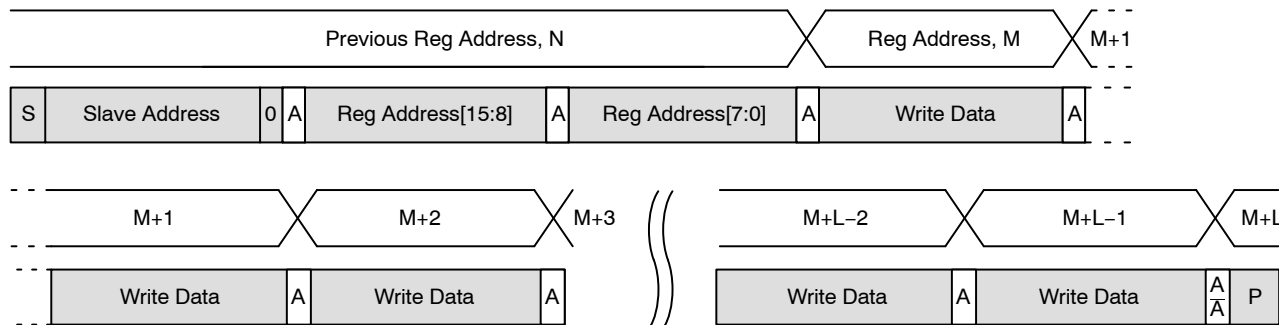 Previous Reg Address, N Reg Address, M M+1
S Slave Address 0 A Reg Address[15:8] A Reg Address[7:0] A Write Data A
M+1 M+2 M+3 M+L−2 M+L−1 M+L
Write Data A Write Data A Write Data A Write Data A P
A̅